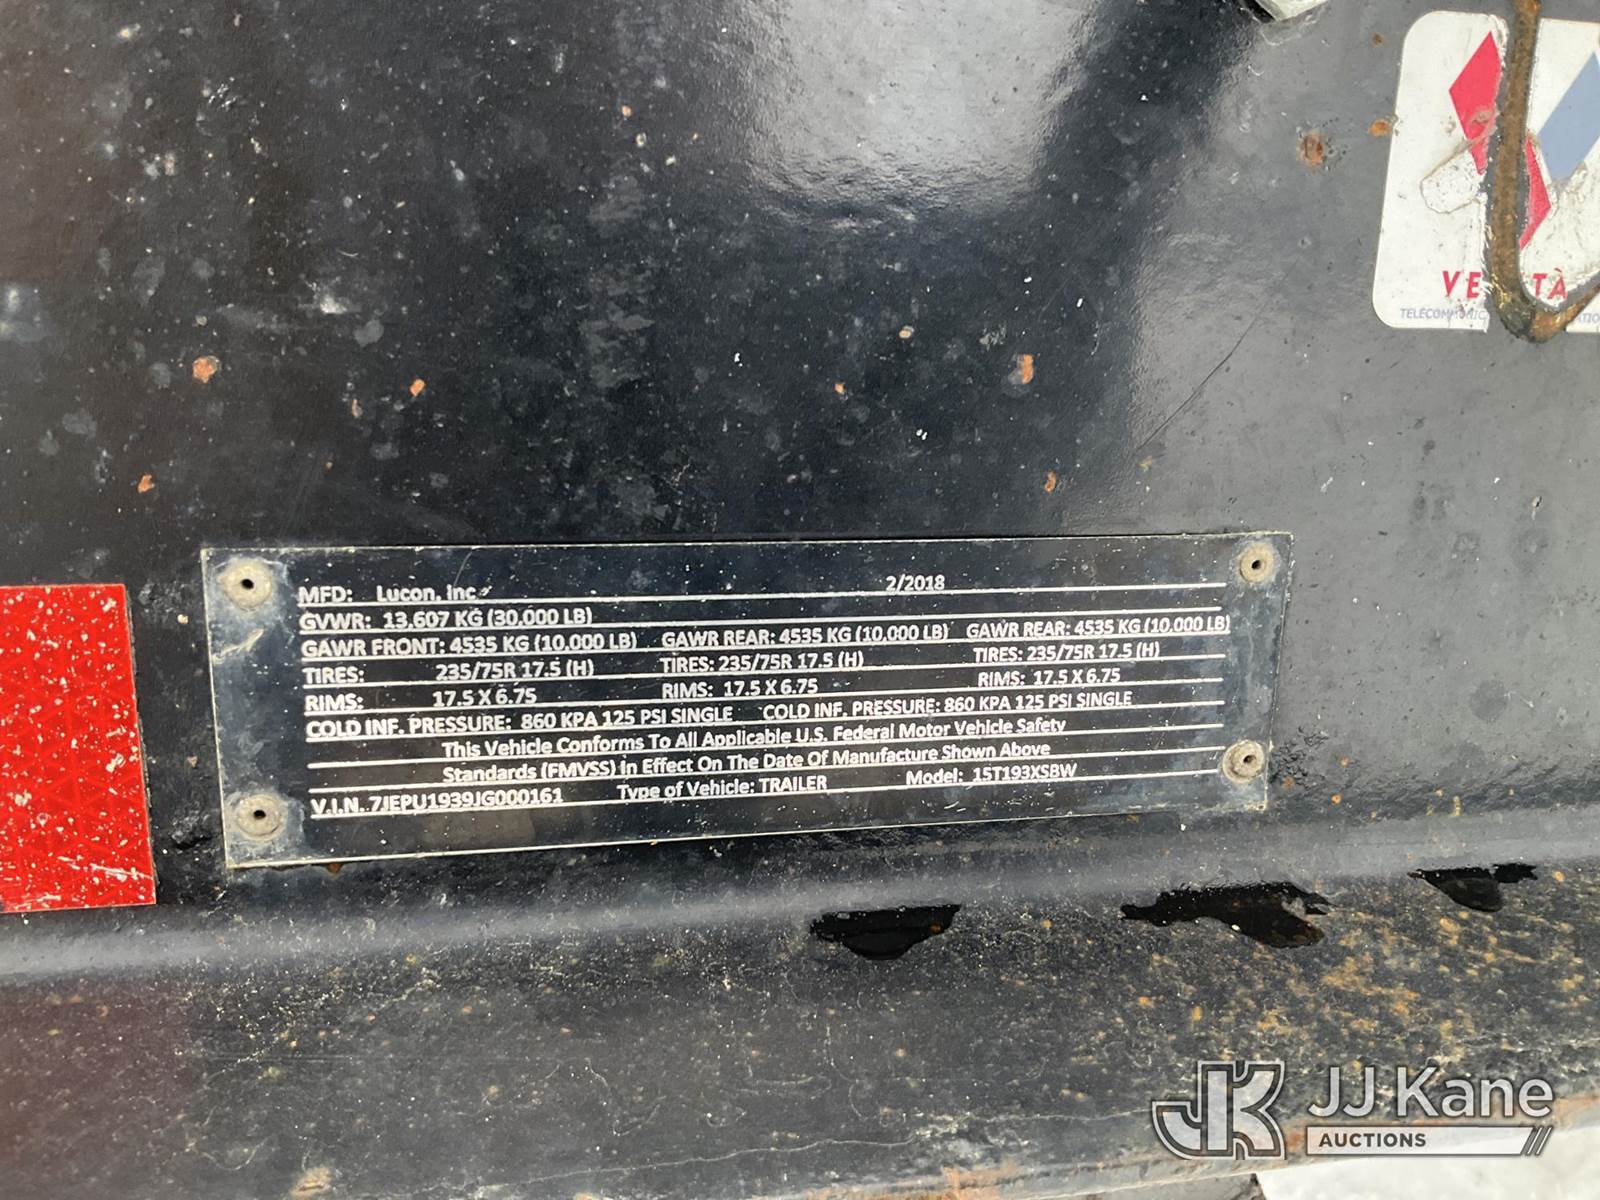 VE TÀ
TELECOMMUNIC
MFD: Lucon, Inc 2/2018
GVWR: 13,607 KG (30,000 LB)
GAWR FRONT: 4535 KG (10,000 LB) GAWR REAR: 4535 KG (10,000 LB) GAWR REAR: 4535 KG (10,000 LB)
TIRES: 235/75R 17.5 (H) TIRES: 235/75R 17.5 (H) TIRES: 235/75R 17.5 (H)
RIMS: 17.5 X 6.75 RIMS: 17.5 X 6.75 RIMS: 17.5 X 6.75
COLD INF. PRESSURE: 860 KPA 125 PSI SINGLE COLD INF. PRESSURE: 860 KPA 125 PSI SINGLE
This Vehicle Conforms To All Applicable U.S. Federal Motor Vehicle Safety
Standards (FMVSS) In Effect On The Date Of Manufacture Shown Above
V.I.N. 7JEPU1939JG000161 Type of Vehicle: TRAILER Model: 15T193XSBW
JK JJ Kane
AUCTIONS